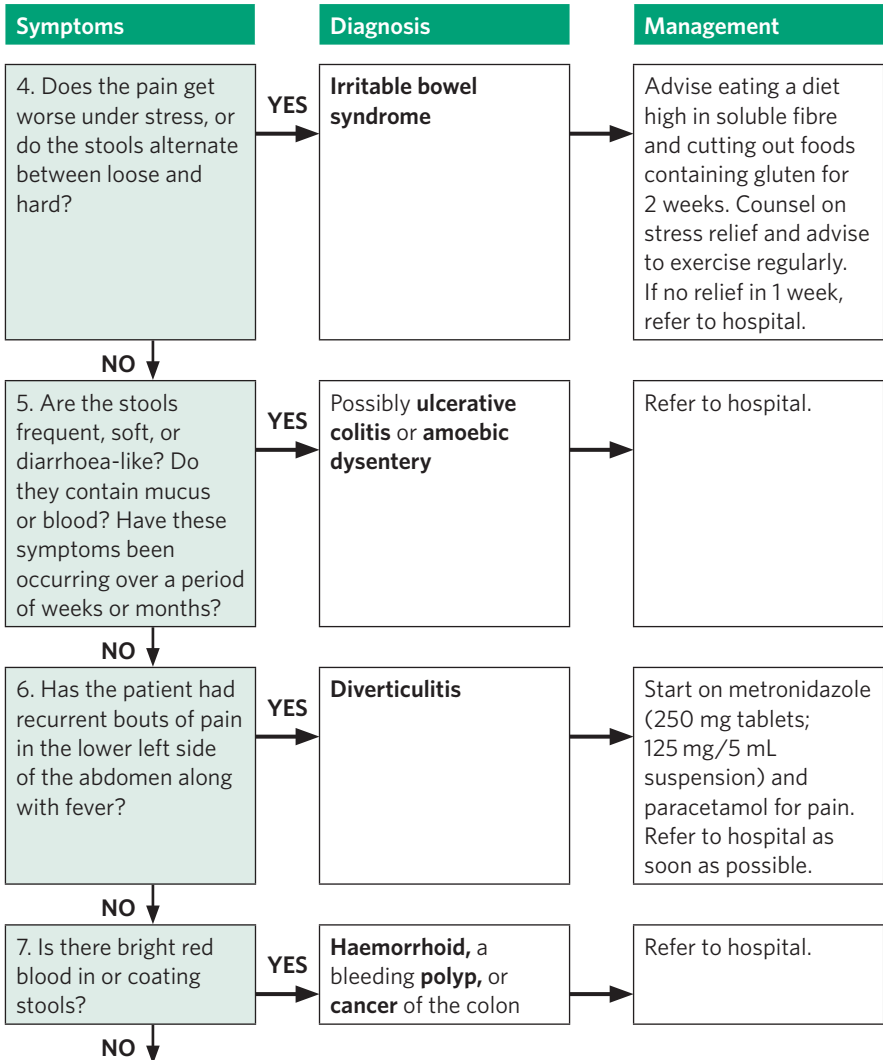 Symptoms
Diagnosis
Management
4. Does the pain get
worse under stress, or
do the stools alternate
between loose and
hard?
YES
Irritable bowel
syndrome
Advise eating a diet
high in soluble fibre
and cutting out foods
containing gluten for
2 weeks. Counsel on
stress relief and advise
to exercise regularly.
If no relief in 1 week,
refer to hospital.
NO
5. Are the stools
frequent, soft, or
diarrhoea-like? Do
they contain mucus
or blood? Have these
symptoms been
occurring over a period
of weeks or months?
YES
Possibly ulcerative
colitis or amoebic
dysentery
Refer to hospital.
NO
6. Has the patient had
recurrent bouts of pain
in the lower left side
of the abdomen along
with fever?
YES
Diverticulitis
Start on metronidazole
(250 mg tablets;
125 mg/5 mL
suspension) and
paracetamol for pain.
Refer to hospital as
soon as possible.
NO
7. Is there bright red
blood in or coating
stools?
YES
Haemorrhoid, a
bleeding polyp, or
cancer of the colon
Refer to hospital.
NO